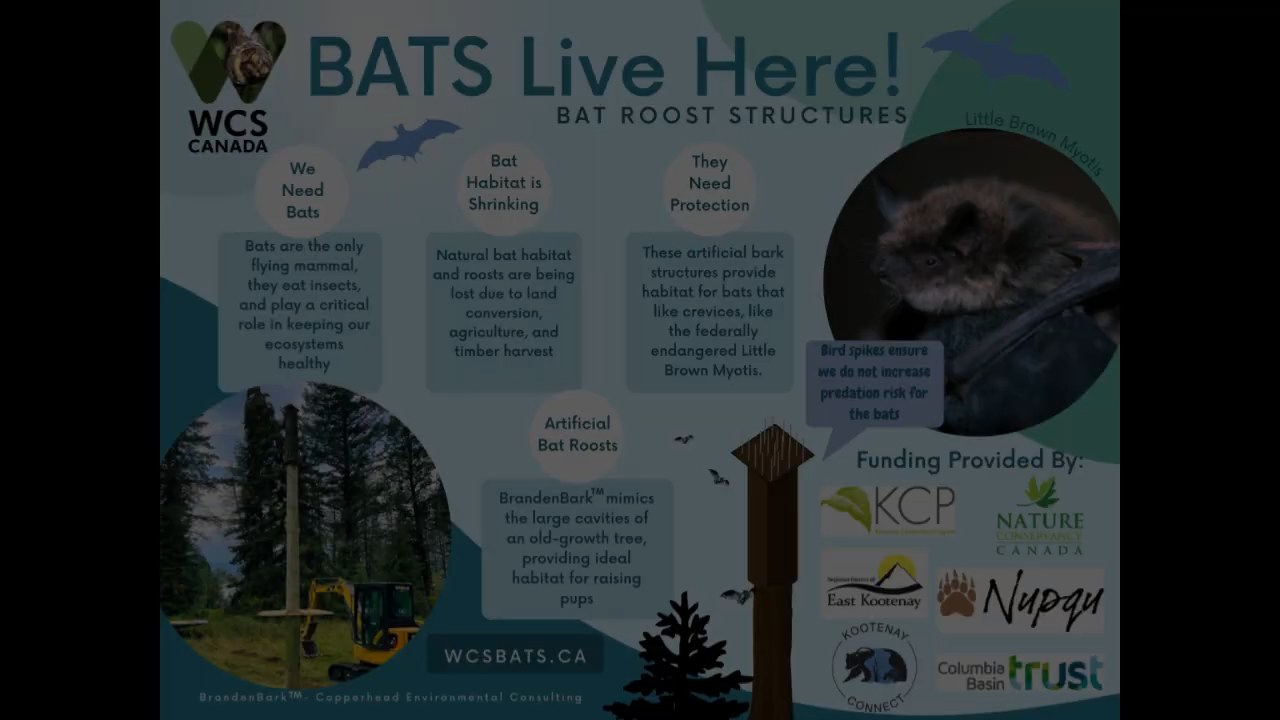 WCS
CANADA
BATS Live Here!
BAT ROOST STRUCTURES
Little Brown Myotis
We
Need
Bats
Bats are the only
flying mammal,
they eat insects,
and play a critical
role in keeping our
ecosystems
healthy
Bat
Habitat is
Shrinking
Natural bat habitat
and roosts are being
lost due to land
conversion,
agriculture, and
timber harvest
They
Need
Protection
These artificial bark
structures provide
habitat for bats that
like crevices, like
the federally
endangered Little
Brown Myotis.
Bird spikes ensure
we do not increase
predation risk for
the bats
Artificial
Bat Roosts
BrandenBark™ mimics
the large cavities of
an old-growth tree,
providing ideal
habitat for raising
pups
WCSBATS.CA
BrandenBark™- Copperhead Environmental Consulting
Funding Provided By:
KCP
NATURE
CONSERVANCY
CANADA
Regional District of
East Kootenay
Nupqu
KOOTENAY
CONNECT
Columbia
Basin trust